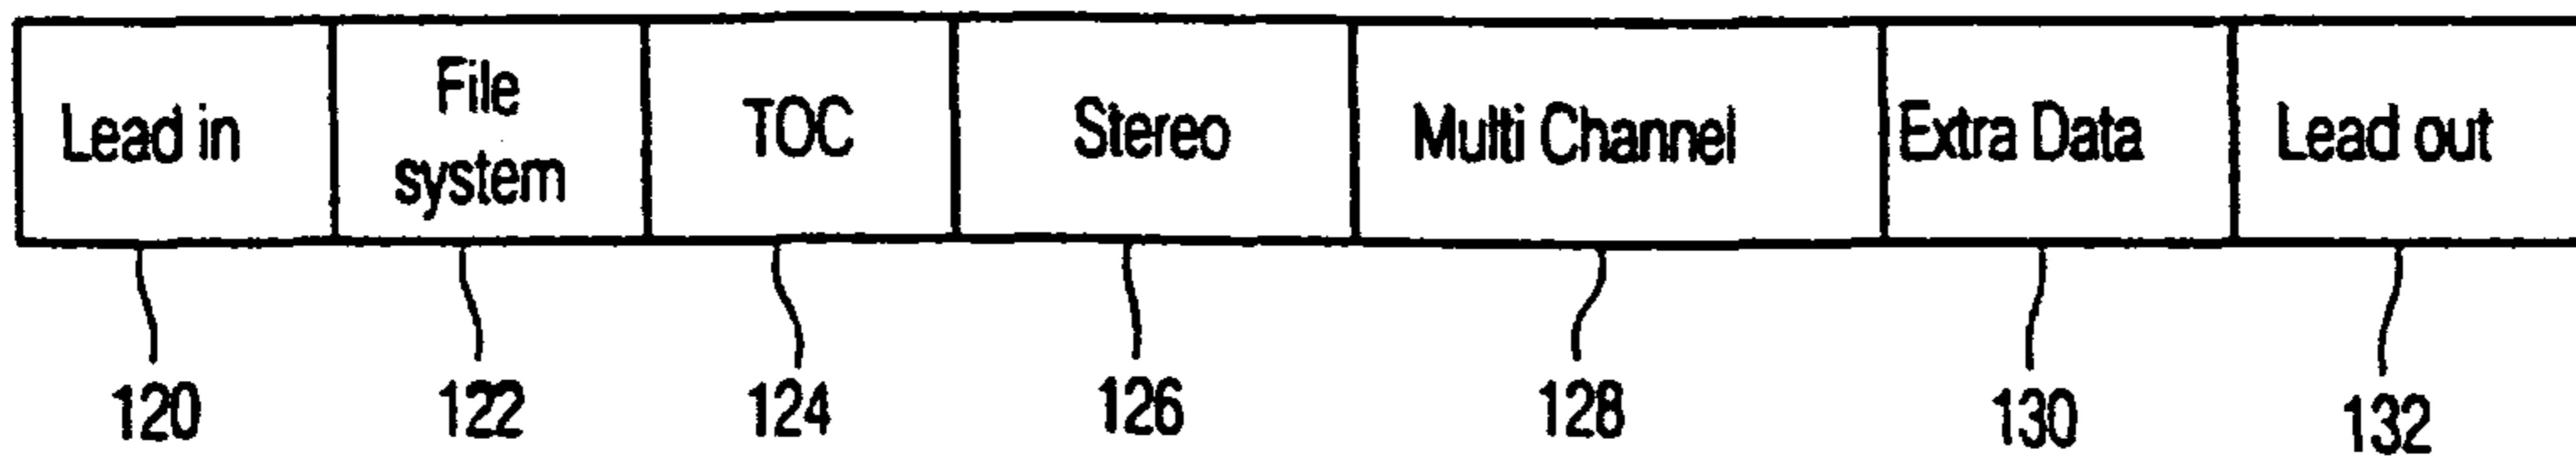 Lead in
File
system
TOC
Stereo
Multi Channel
Extra Data
Lead out
120
122
124
126
128
130
132